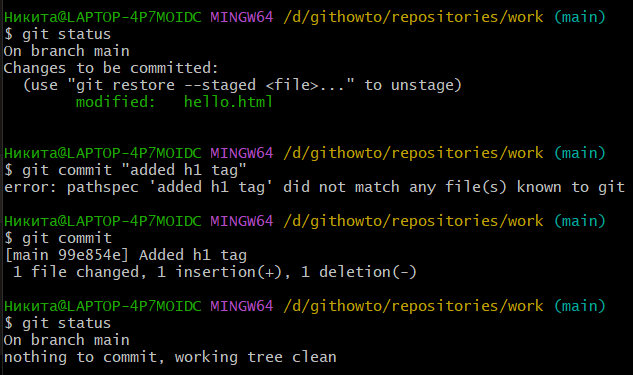 Никита@LAPTOP-4P7MOIDC MINGW64 /d/githowto/repositories/work (main)
$ git status
On branch main
Changes to be committed:
  (use "git restore --staged <file>..." to unstage)
        modified:   hello.html
Никита@LAPTOP-4P7MOIDC MINGW64 /d/githowto/repositories/work (main)
$ git commit "added h1 tag"
error: pathspec 'added h1 tag' did not match any file(s) known to git
Никита@LAPTOP-4P7MOIDC MINGW64 /d/githowto/repositories/work (main)
$ git commit
[main 99e854e] Added h1 tag
 1 file changed, 1 insertion(+), 1 deletion(-)
Никита@LAPTOP-4P7MOIDC MINGW64 /d/githowto/repositories/work (main)
$ git status
On branch main
nothing to commit, working tree clean